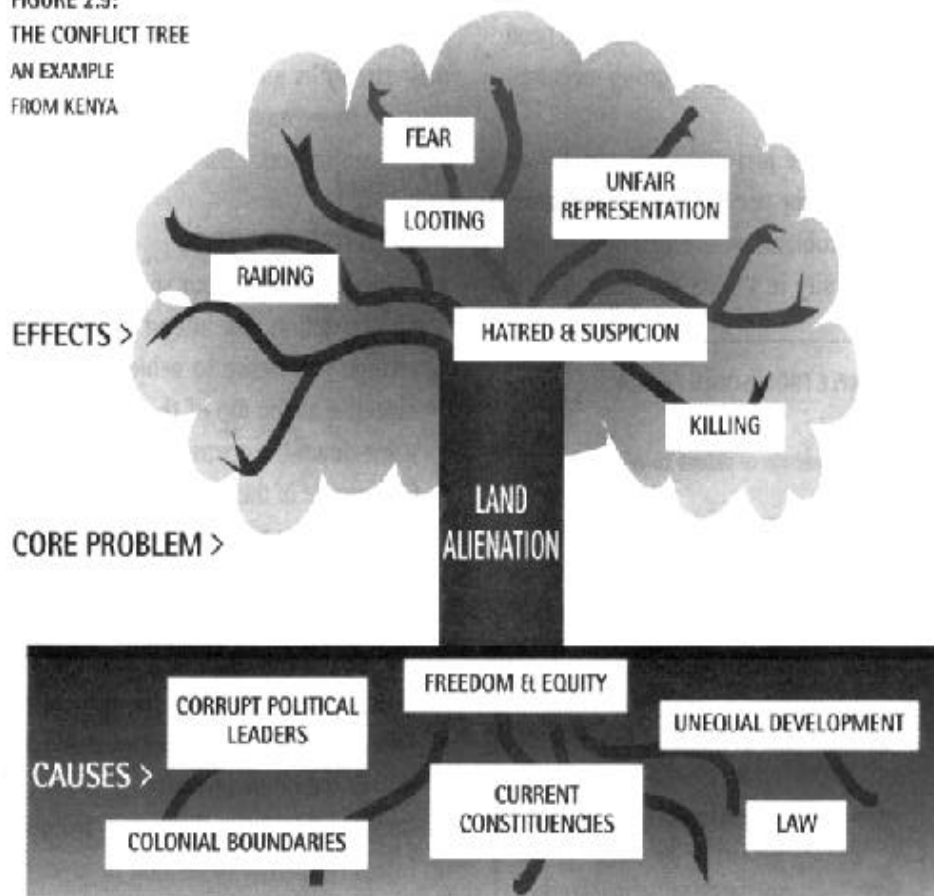 FIGURE 2.9:
THE CONFLICT TREE
AN EXAMPLE
FROM KENYA
FEAR
UNFAIR
REPRESENTATION
LOOTING
RAIDING
EFFECTS >
HATRED & SUSPICION
KILLING
LAND
ALIENATION
CORE PROBLEM >
FREEDOM & EQUITY
CORRUPT POLITICAL
LEADERS
UNEQUAL DEVELOPMENT
CAUSES >
CURRENT
CONSTITUENCIES
LAW
COLONIAL BOUNDARIES